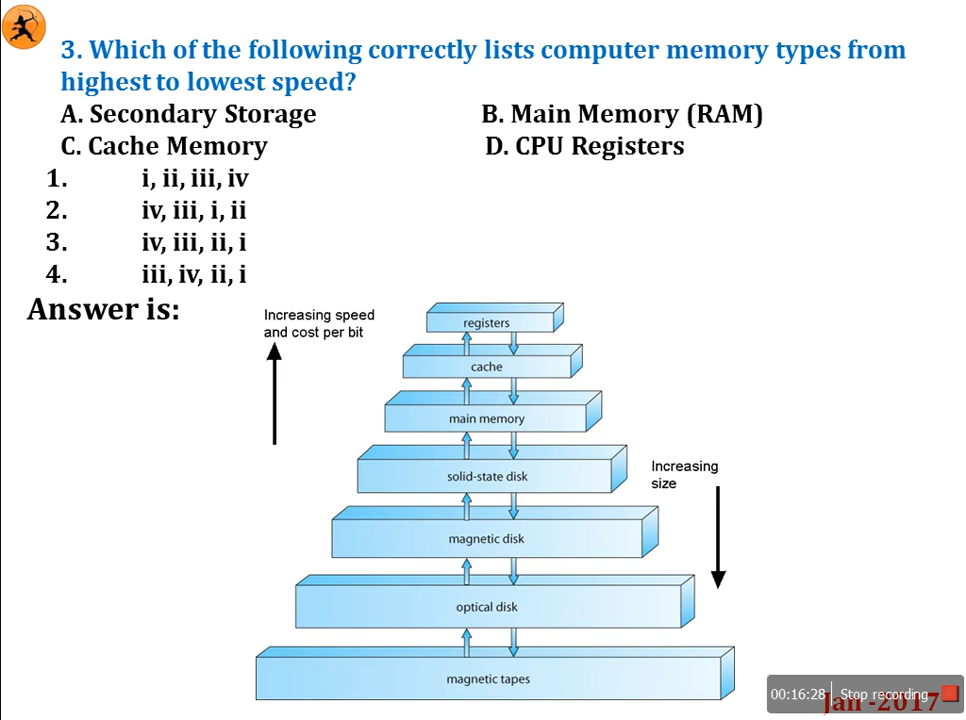 3. Which of the following correctly lists computer memory types from
highest to lowest speed?
A. Secondary Storage B. Main Memory (RAM)
C. Cache Memory D. CPU Registers
1. i, ii, iii, iv
2. iv, iii, i, ii
3. iv, iii, ii, i
4. iii, iv, ii, i
Answer is:
Increasing speed
and cost per bit
registers
cache
main memory
solid-state disk
Increasing
size
magnetic disk
optical disk
magnetic tapes
00:16:28 Stop recording
Jan -2017